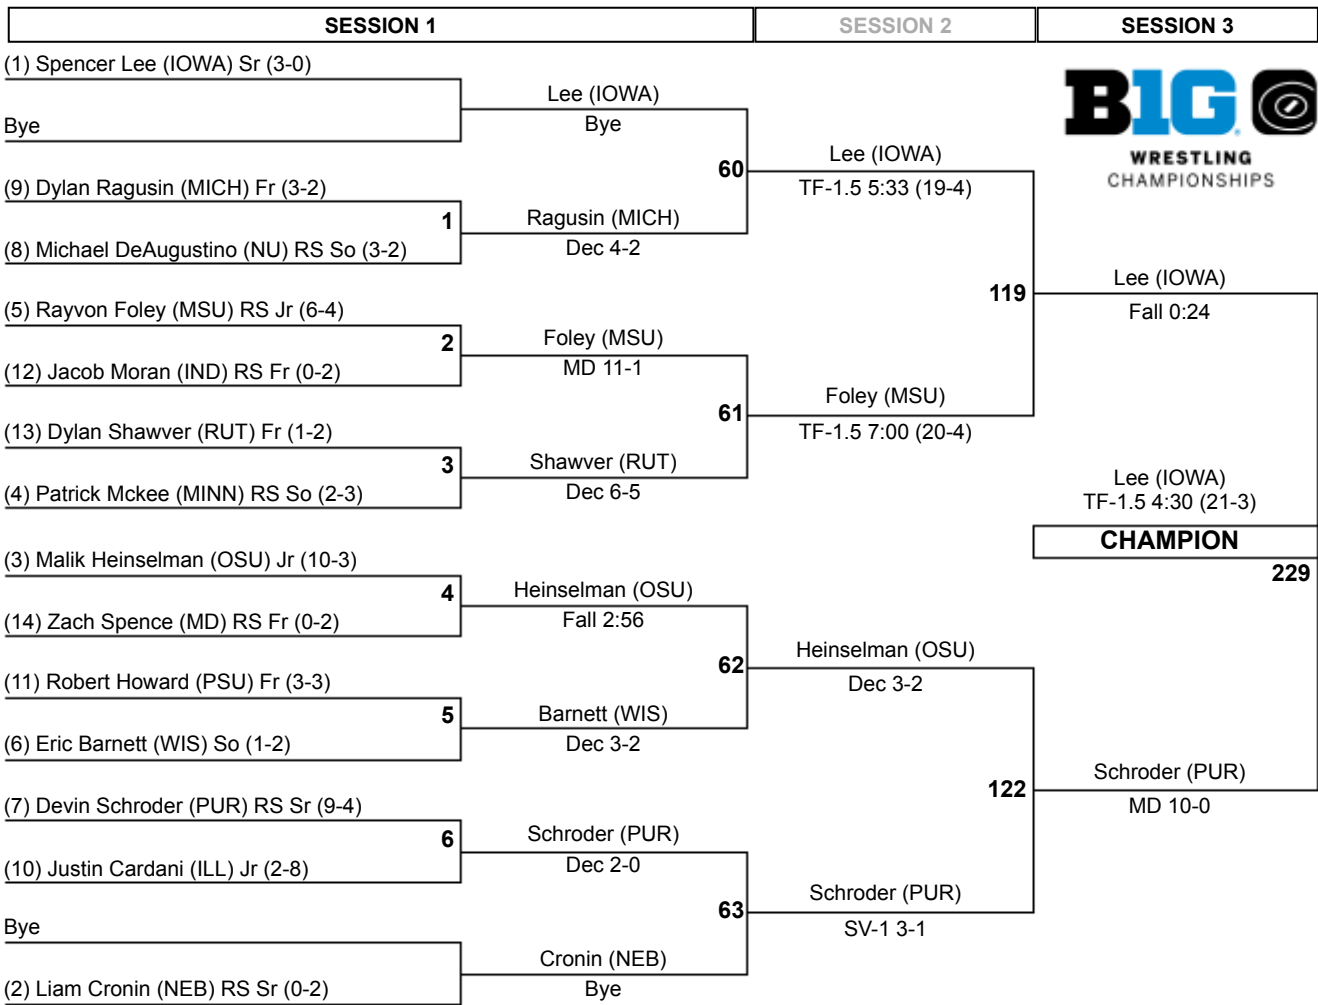 SESSION 1
SESSION 2
SESSION 3
(1) Spencer Lee (IOWA) Sr (3-0)
Bye
(9) Dylan Ragusin (MICH) Fr (3-2)
1
(8) Michael DeAugustino (NU) RS So (3-2)
(5) Rayvon Foley (MSU) RS Jr (6-4)
2
(12) Jacob Moran (IND) RS Fr (0-2)
(13) Dylan Shawver (RUT) Fr (1-2)
3
(4) Patrick Mckee (MINN) RS So (2-3)
(3) Malik Heinselman (OSU) Jr (10-3)
4
(14) Zach Spence (MD) RS Fr (0-2)
(11) Robert Howard (PSU) Fr (3-3)
5
(6) Eric Barnett (WIS) So (1-2)
(7) Devin Schroder (PUR) RS Sr (9-4)
6
(10) Justin Cardani (ILL) Jr (2-8)
Bye
(2) Liam Cronin (NEB) RS Sr (0-2)
Lee (IOWA)
Bye
60
Ragusin (MICH)
Dec 4-2
Foley (MSU)
MD 11-1
61
Shawver (RUT)
Dec 6-5
Heinselman (OSU)
Fall 2:56
62
Barnett (WIS)
Dec 3-2
Schroder (PUR)
Dec 2-0
63
Cronin (NEB)
Bye
Lee (IOWA)
TF-1.5 5:33 (19-4)
119
Foley (MSU)
TF-1.5 7:00 (20-4)
Heinselman (OSU)
Dec 3-2
122
Schroder (PUR)
SV-1 3-1
B1G
WRESTLING
CHAMPIONSHIPS
Lee (IOWA)
Fall 0:24
Lee (IOWA)
TF-1.5 4:30 (21-3)
CHAMPION
229
Schroder (PUR)
MD 10-0